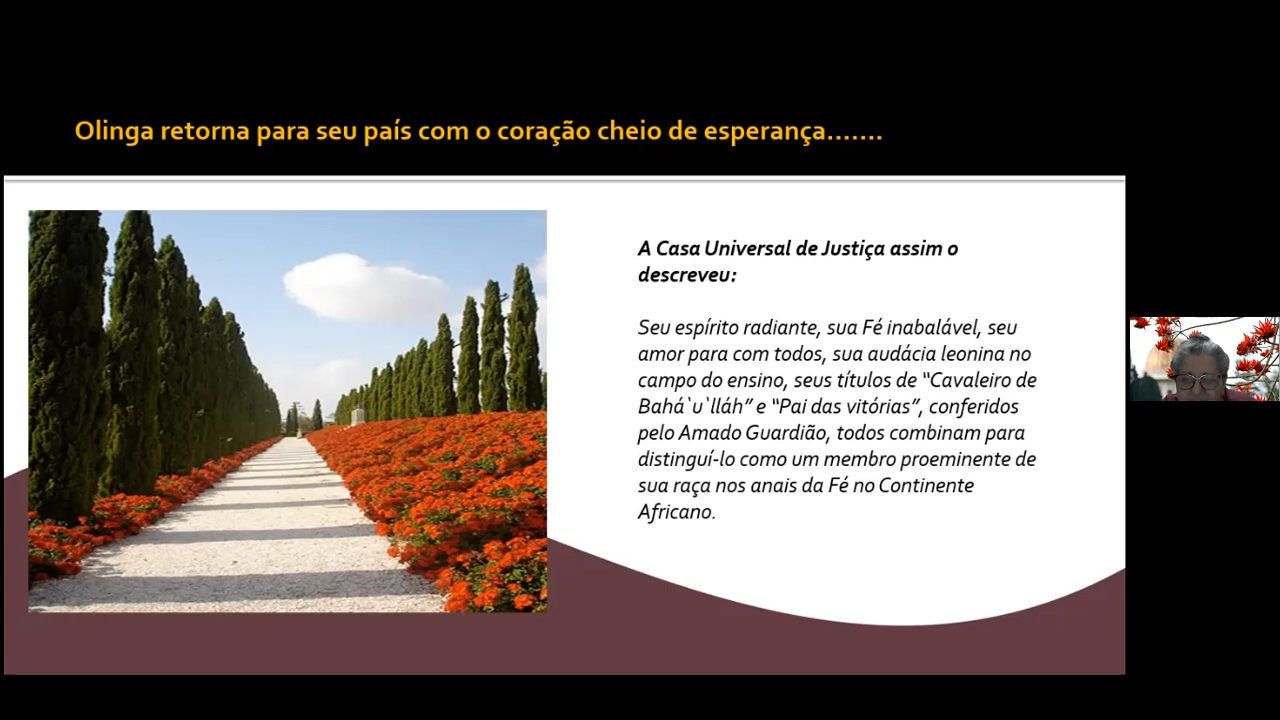 Olinga retorna para seu país com o coração cheio de esperança.......
A Casa Universal de Justiça assim o
descreveu:
Seu espírito radiante, sua Fé inabalável, seu
amor para com todos, sua audácia leonina no
campo do ensino, seus títulos de "Cavaleiro de
Bahá`u`lláh" e "Pai das vitórias", conferidos
pelo Amado Guardião, todos combinam para
distinguí-lo como um membro proeminente de
sua raça nos anais da Fé no Continente
Africano.